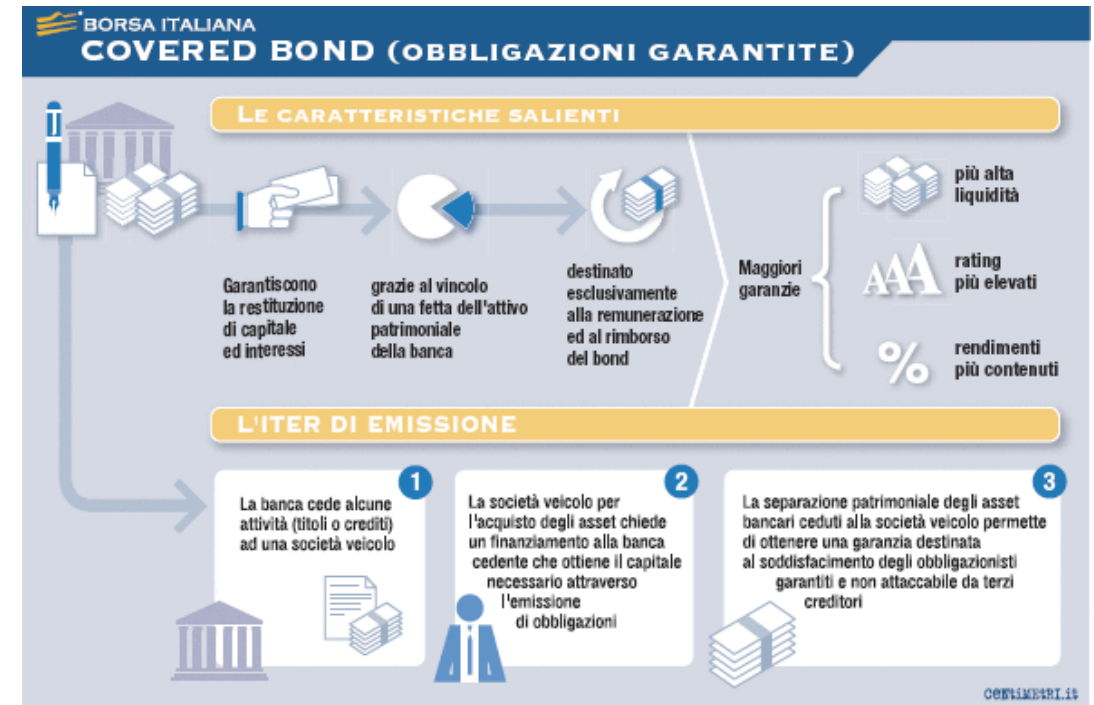 BORSA ITALIANA
COVERED BOND (OBBLIGAZIONI GARANTITE)
LE CARATTERISTICHE SALIENTI
Garantiscono
la restituzione
di capitale
ed interessi
grazie al vincolo
di una fetta dell'attivo
patrimoniale
della banca
destinato
esclusivamente
alla remunerazione
ed al rimborso
del bond
Maggiori
garanzie
più alta
liquidità
AAA
rating
più elevati
%
rendimenti
più contenuti
L'ITER DI EMISSIONE
1
La banca cede alcune
attività (titoli o crediti)
ad una società veicolo
2
La società veicolo per
l'acquisto degli asset chiede
un finanziamento alla banca
cedente che ottiene il capitale
necessario attraverso
l'emissione
di obbligazioni
3
La separazione patrimoniale degli asset
bancari ceduti alla società veicolo permette
di ottenere una garanzia destinata
al soddisfacimento degli obbligazionisti
garantiti e non attaccabile da terzi
creditori
CENTIMETRI.it